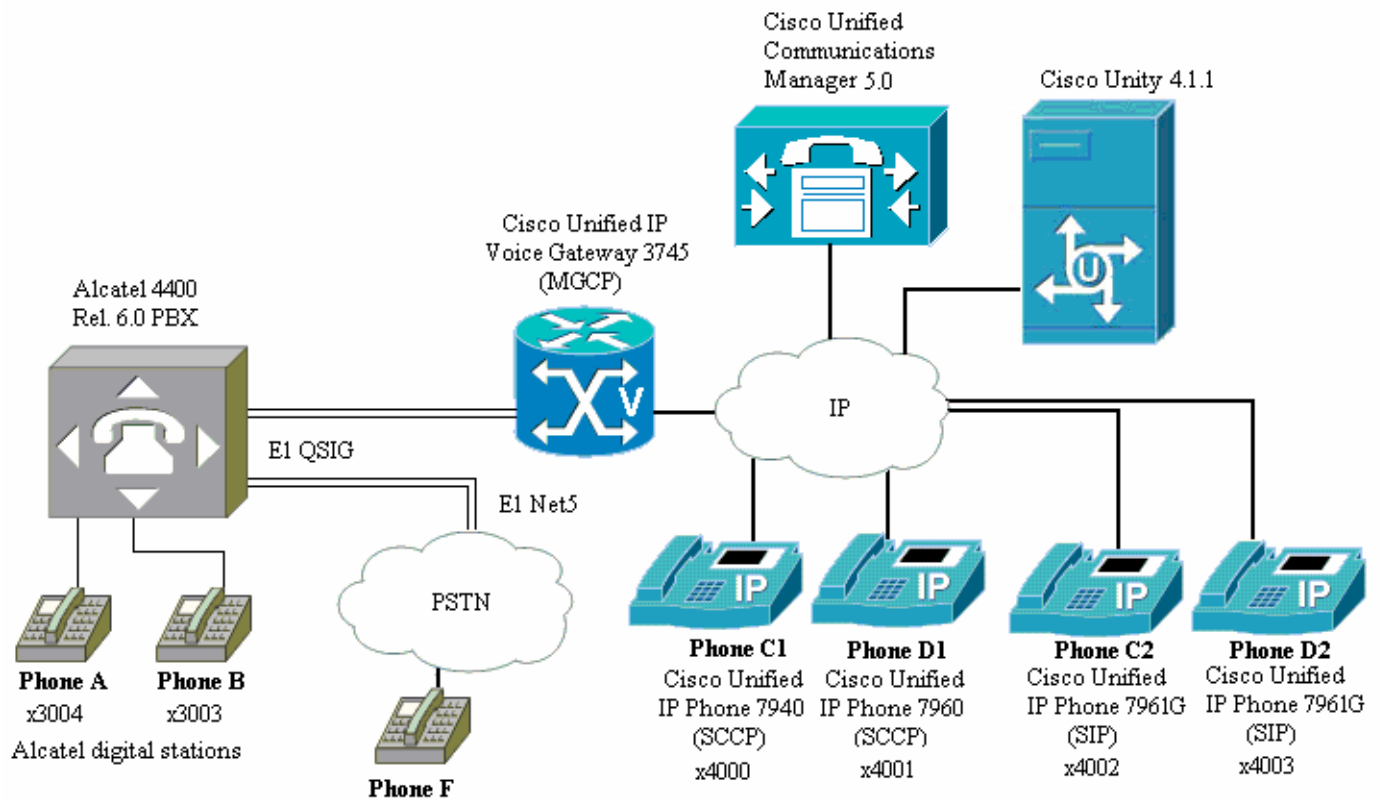 Cisco Unified
Communications
Manager 5.0
Cisco Unity 4.1.1
Cisco Unified IP
Voice Gateway 3745
(MGCP)
Alcatel 4400
Rel. 6.0 PBX
V
U
IP
E1 QSIG
E1 Net5
PSTN
IP
IP
IP
IP
Phone A
x3004
Phone B
x3003
Alcatel digital stations
Phone F
Phone C1
Cisco Unified
IP Phone 7940
(SCCP)
x4000
Phone D1
Cisco Unified
IP Phone 7960
(SCCP)
x4001
Phone C2
Cisco Unified
IP Phone 7961G
(SIP)
x4002
Phone D2
Cisco Unified
IP Phone 7961G
(SIP)
x4003